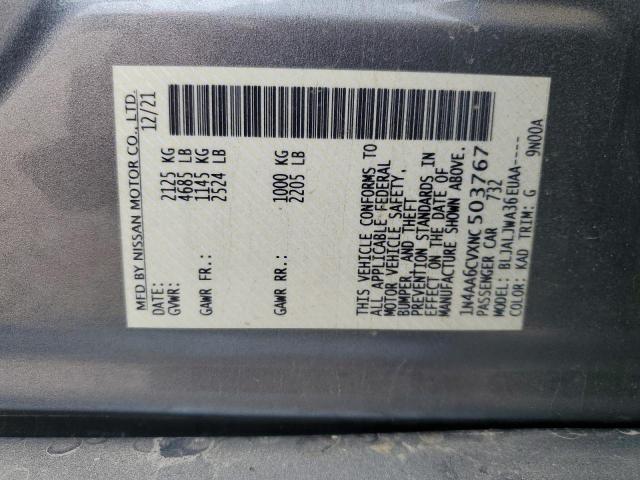 MFD BY NISSAN MOTOR CO., LTD.
DATE: 12/21
GVWR: 2125 KG
4685 LB
GAWR FR.: 1145 KG
2524 LB
GAWR RR.: 1000 KG
2205 LB
THIS VEHICLE CONFORMS TO
ALL APPLICABLE FEDERAL
MOTOR VEHICLE SAFETY,
BUMPER, AND THEFT
PREVENTION STANDARDS IN
EFFECT ON THE DATE OF
MANUFACTURE SHOWN ABOVE.
1N4AA6CVXNC503767
PASSENGER CAR 732
MODEL: BLJALJWA36EUAA----
COLOR: KAD TRIM: G 9N00A